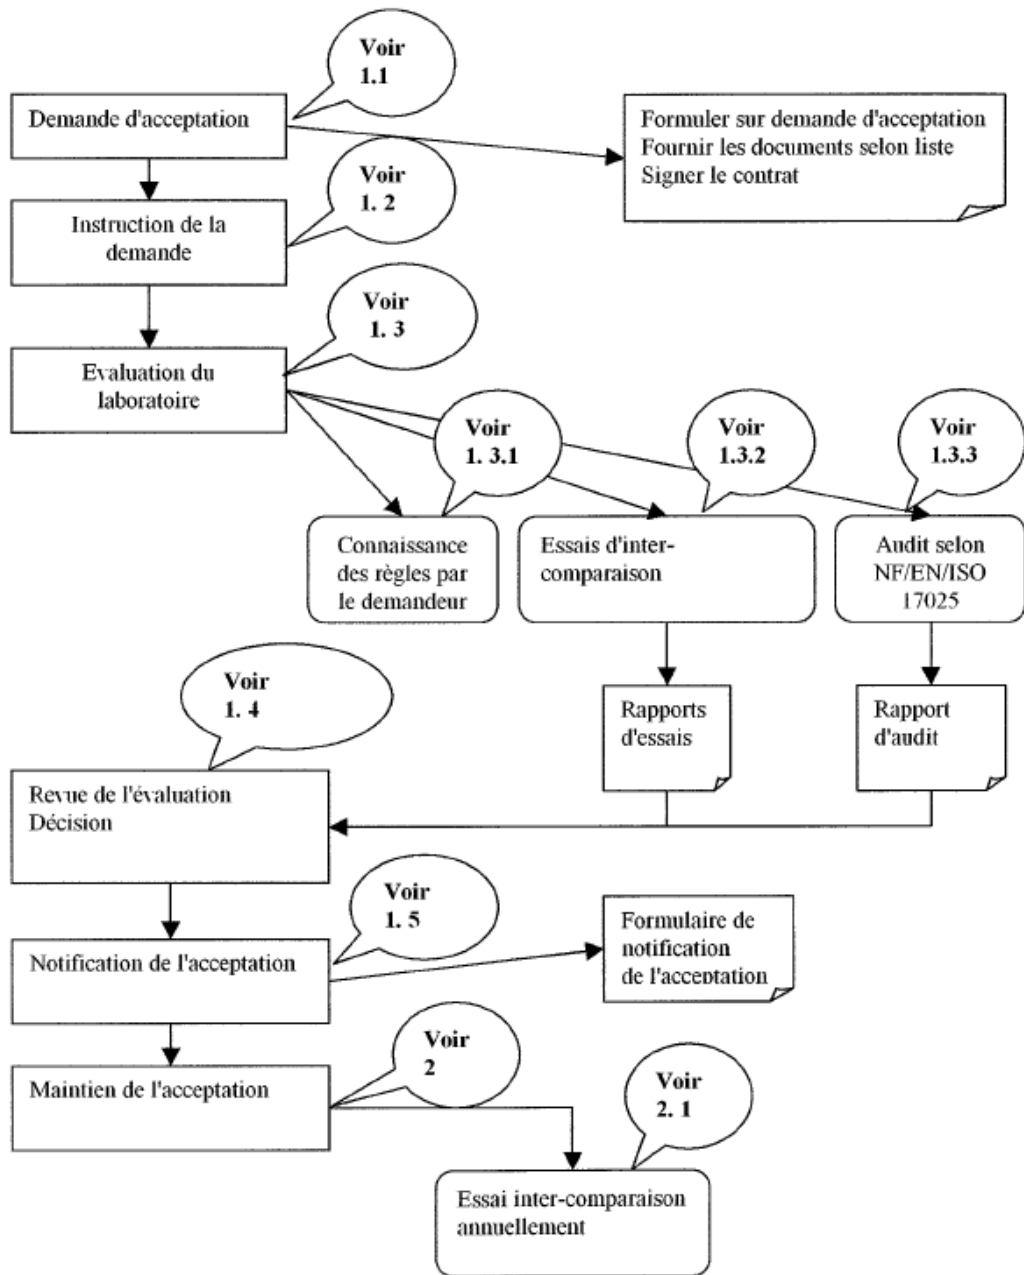 Voir
1.1
Demande d'acceptation
Formuler sur demande d'acceptation
Fournir les documents selon liste
Signer le contrat
Voir
1. 2
Instruction de la
demande
Voir
1. 3
Evaluation du
laboratoire
Voir
1. 3.1
Voir
1.3.2
Voir
1.3.3
Connaissance
des règles par
le demandeur
Essais d'inter-
comparaison
Audit selon
NF/EN/ISO
17025
Voir
1. 4
Rapports
d'essais
Rapport
d'audit
Revue de l'évaluation
Décision
Voir
1. 5
Notification de l'acceptation
Formulaire de
notification
de l'acceptation
Voir
2
Maintien de l'acceptation
Voir
2. 1
Essai inter-comparaison
annuellement